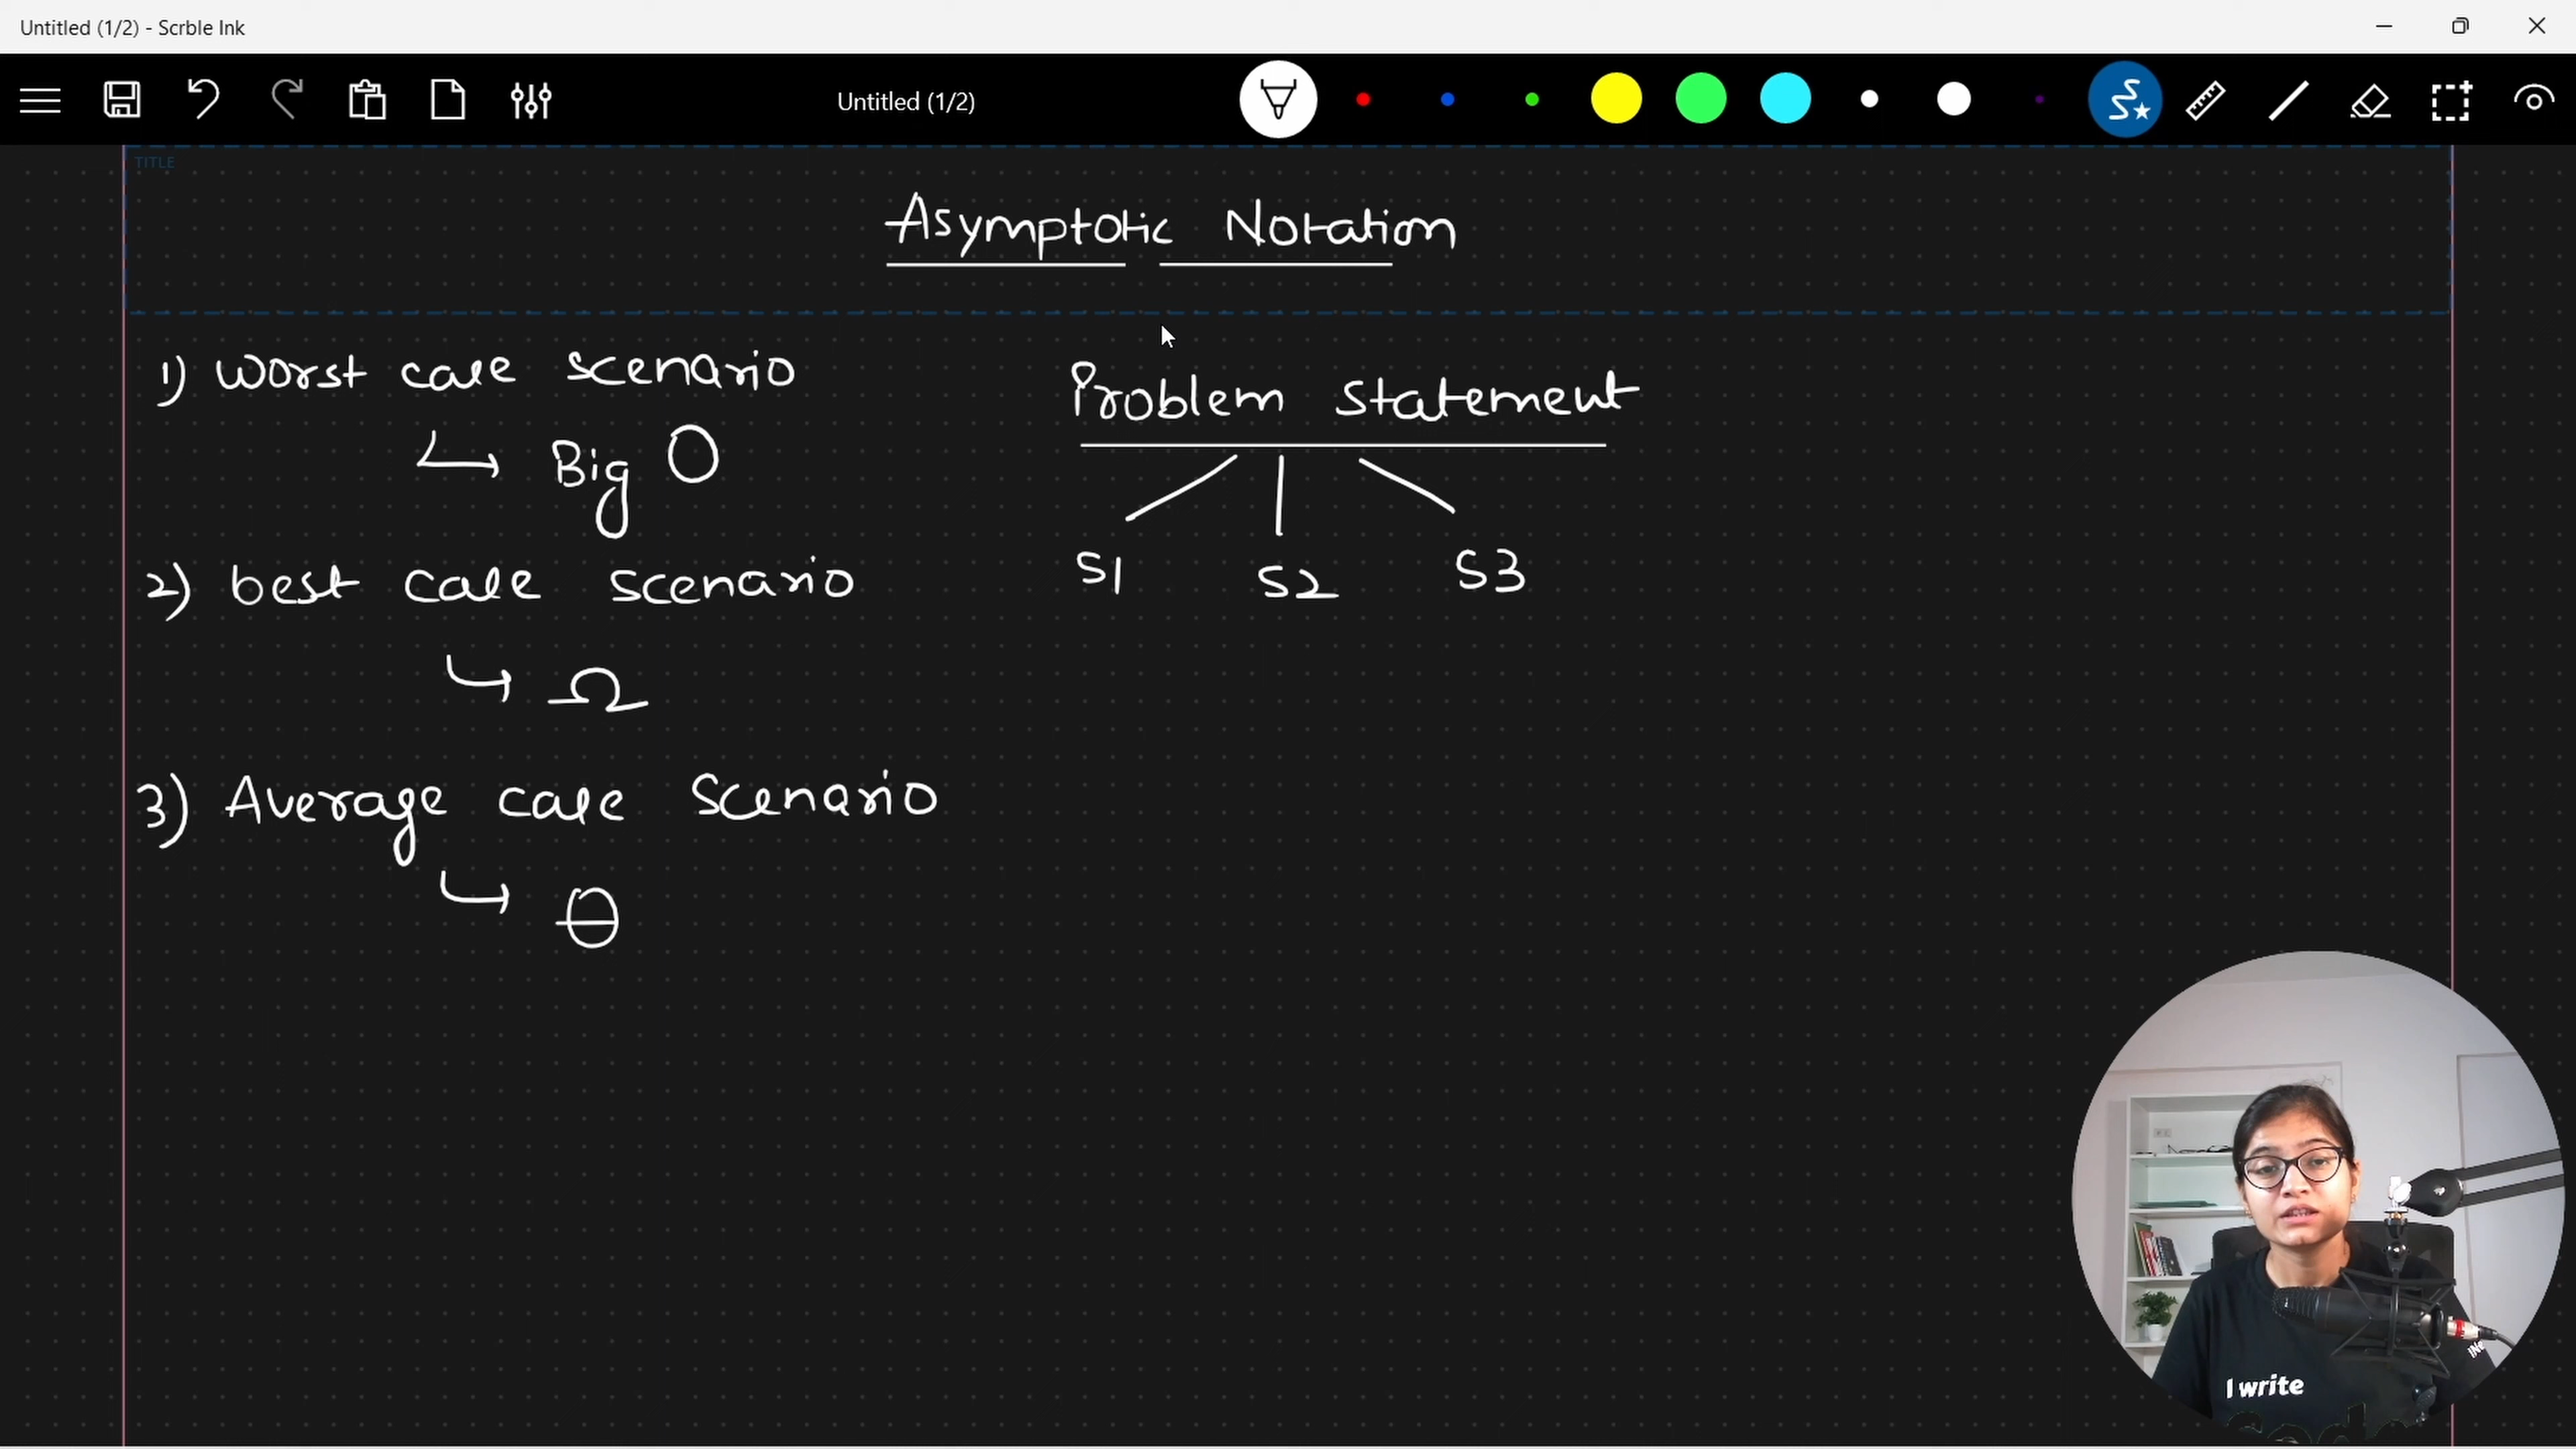 Untitled (1/2) - Scrble Ink
Untitled (1/2)
TITLE
Asymptotic Notation
1) Worst case scenario
↳ Big O
2) best case scenario
↳ Ω
3) Average case Scenario
↳ θ
Problem Statement
S1 S2 S3
I write